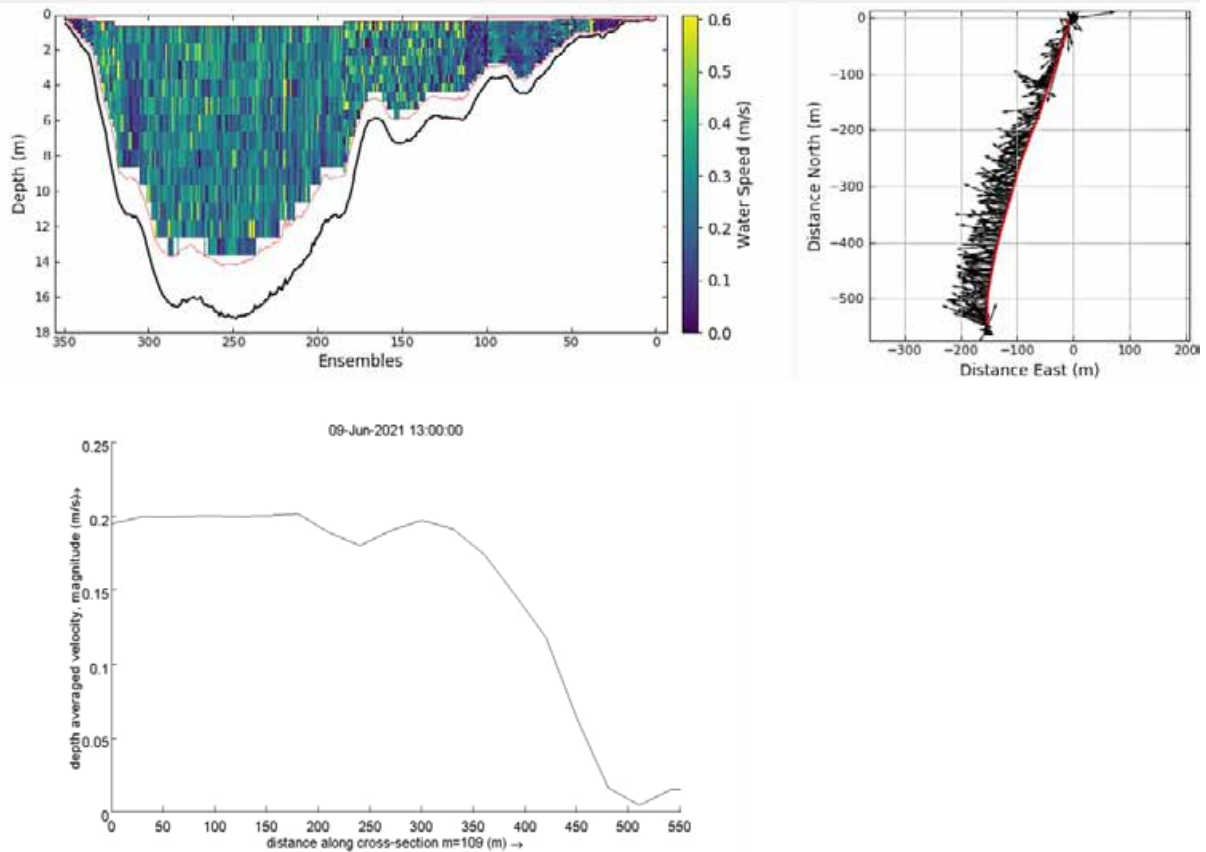 0
2
4
6
8
10
12
14
16
18
Depth (m)
350 300 250 200 150 100 50 0
Ensembles
0.6
0.5
0.4
0.3
0.2
0.1
0.0
Water Speed (m/s)
0
−100
−200
−300
−400
−500
Distance North (m)
−300 −200 −100 0 100 200
Distance East (m)
09-Jun-2021 13:00:00
0.25
0.2
0.15
0.1
0.05
0
depth averaged velocity, magnitude (m/s)→
0 50 100 150 200 250 300 350 400 450 500 550
distance along cross-section m=109 (m) →